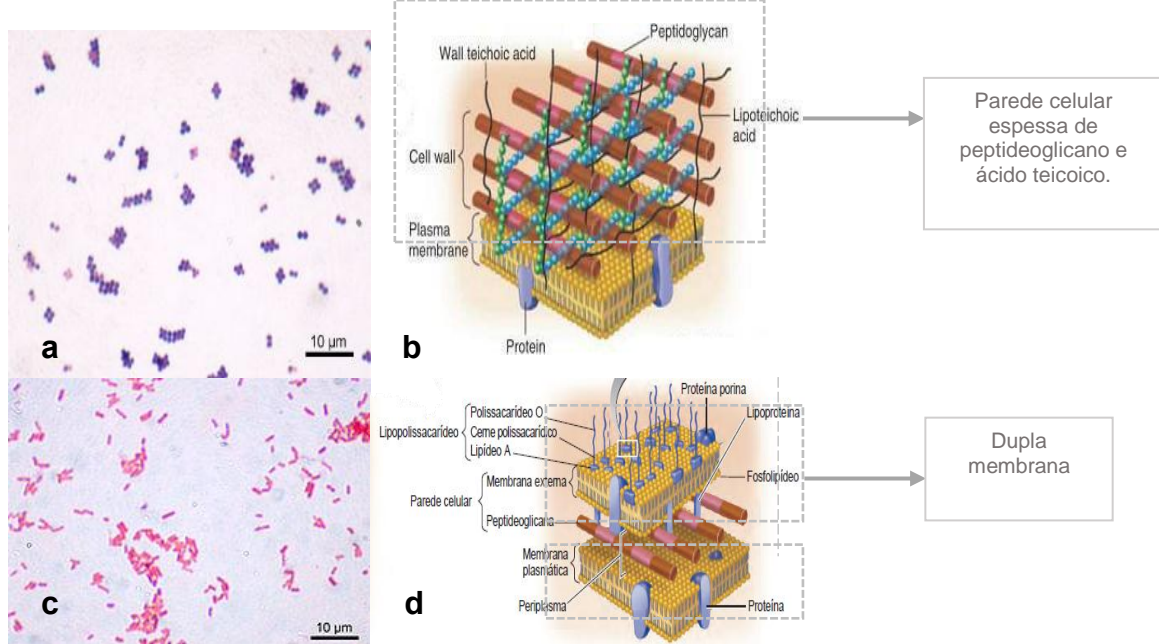 Peptidoglycan
Wall teichoic acid
Lipoteichoic
acid
Cell wall
Plasma
membrane
Protein
10 µm
a
b
Parede celular
espessa de
peptideoglicano e
ácido teicoico.
Proteína porina
Polissacarídeo O
Lipoproteína
Lipopolissacarídeo
Cerne polissacarídico
Lipídeo A
Membrana externa
Fosfolipídeo
Parede celular
Peptideoglicana
Membrana
plasmática
Periplasma
Proteína
10 µm
c
d
Dupla
membrana